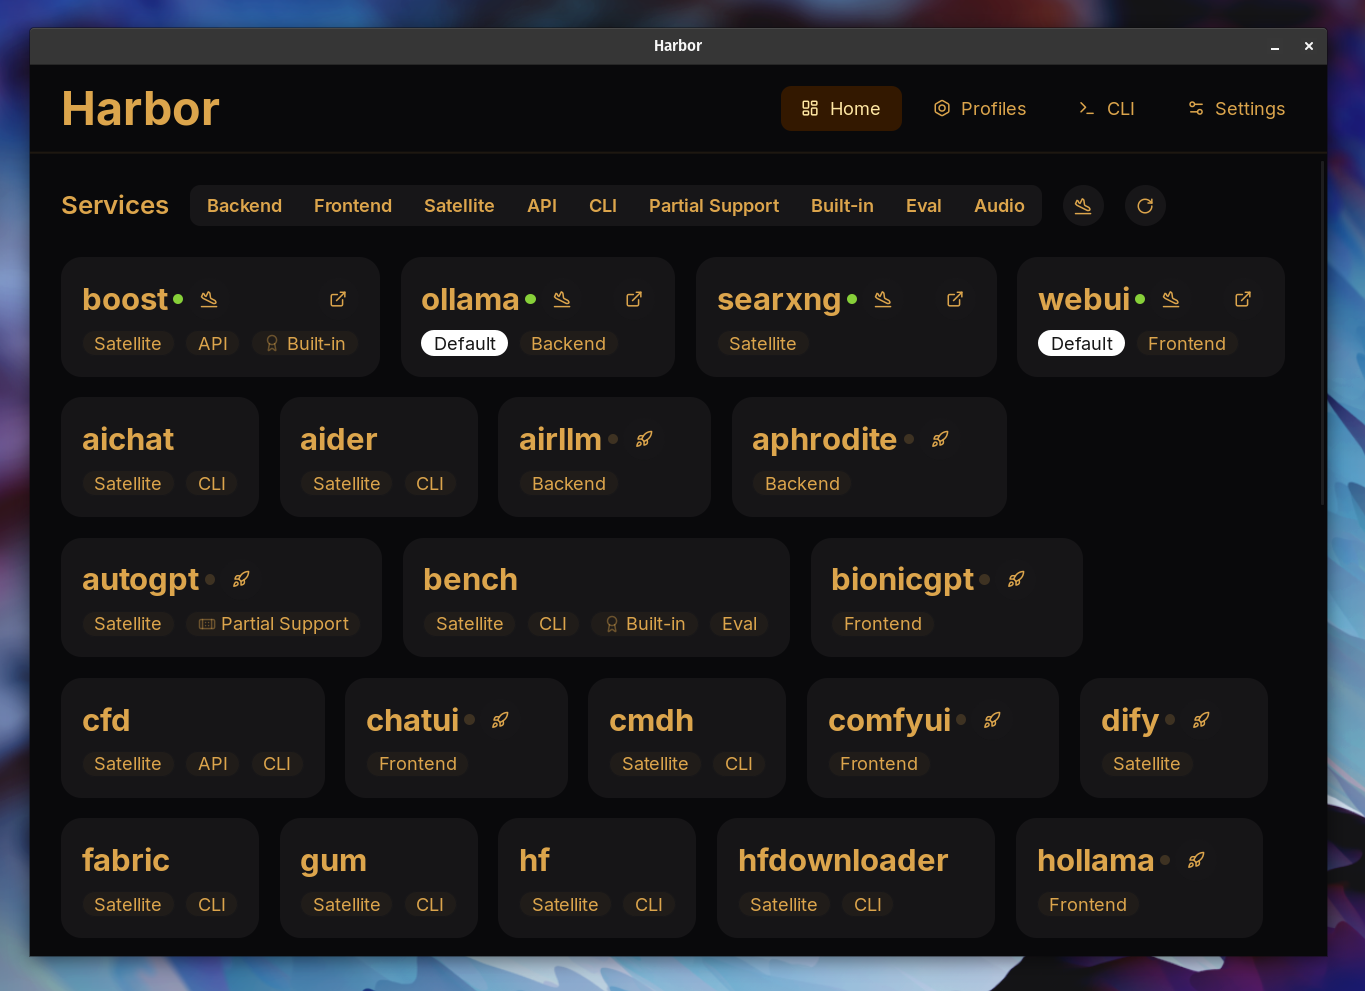 Harbor
Harbor
Home Profiles CLI Settings
Services Backend Frontend Satellite API CLI Partial Support Built-in Eval Audio
boost ollama searxng webui
Satellite API Built-in Default Backend Satellite Default Frontend
aichat aider airllm aphrodite
Satellite CLI Satellite CLI Backend Backend
autogpt bench bionicgpt
Satellite Partial Support Satellite CLI Built-in Eval Frontend
cfd chatui cmdh comfyui dify
Satellite API CLI Frontend Satellite CLI Frontend Satellite
fabric gum hf hfdownloader hollama
Satellite CLI Satellite CLI Satellite CLI Satellite CLI Frontend